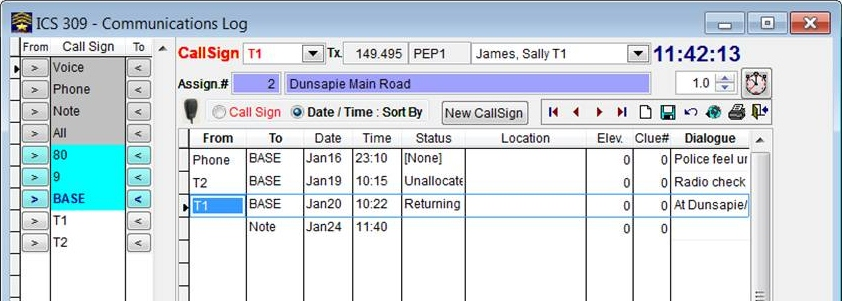 ICS 309 - Communications Log
From Call Sign To
> Voice <
> Phone <
> Note <
> All <
> 80 <
> 9 <
> BASE <
> T1 <
> T2 <
CallSign T1 Tx. 149.495 PEP1 James, Sally T1 11:42:13
Assign.# 2 Dunsapie Main Road 1.0
Call Sign Date / Time : Sort By New CallSign
From To Date Time Status Location Elev. Clue# Dialogue
Phone BASE Jan16 23:10 [None] 0 0 Police feel ur
T2 BASE Jan19 10:15 Unallocate 0 0 Radio check
T1 BASE Jan20 10:22 Returning 0 0 At Dunsapie/
Note Jan24 11:40 0 0